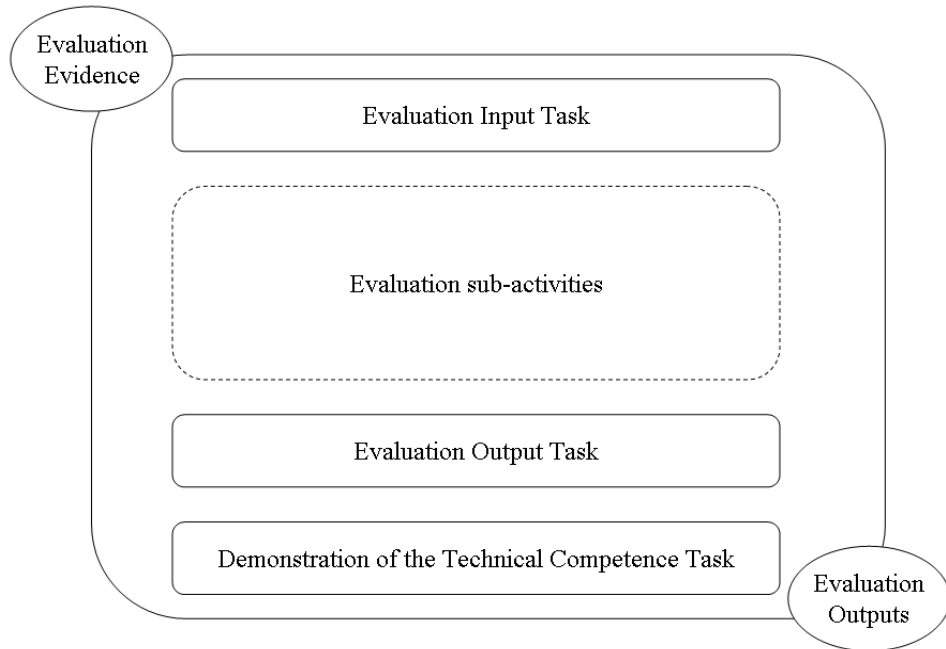 Evaluation
Evidence
Evaluation Input Task
Evaluation sub-activities
Evaluation Output Task
Demonstration of the Technical Competence Task
Evaluation
Outputs